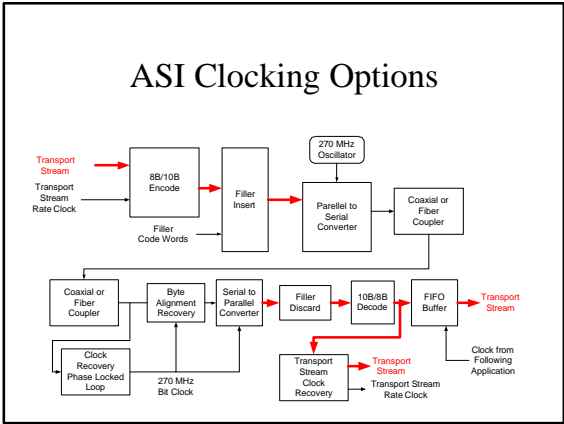 ASI Clocking Options
270 MHz
Oscillator
Transport
Stream
8B/10B
Encode
Transport
Stream
Rate Clock
Filler
Insert
Filler
Code Words
Parellel to
Serial
Converter
Coaxial or
Fiber
Coupler
Coaxial or
Fiber
Coupler
Byte
Alignment
Recovery
Serial to
Parallel
Converter
Filler
Discard
10B/8B
Decode
FIFO
Buffer
Transport
Stream
Clock
Recovery
Phase Locked
Loop
270 MHz
Bit Clock
Transport
Stream
Clock
Recovery
Transport
Stream
Transport Stream
Rate Clock
Clock from
Following
Application